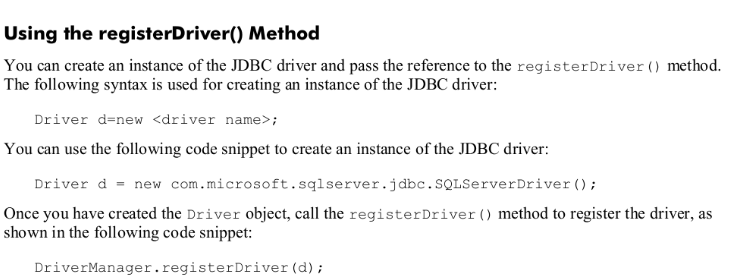 Using the registerDriver() Method
You can create an instance of the JDBC driver and pass the reference to the registerDriver() method.
The following syntax is used for creating an instance of the JDBC driver:
Driver d=new <driver name>;
You can use the following code snippet to create an instance of the JDBC driver:
Driver d = new com.microsoft.sqlserver.jdbc.SQLServerDriver();
Once you have created the Driver object, call the registerDriver() method to register the driver, as
shown in the following code snippet:
DriverManager.registerDriver(d);